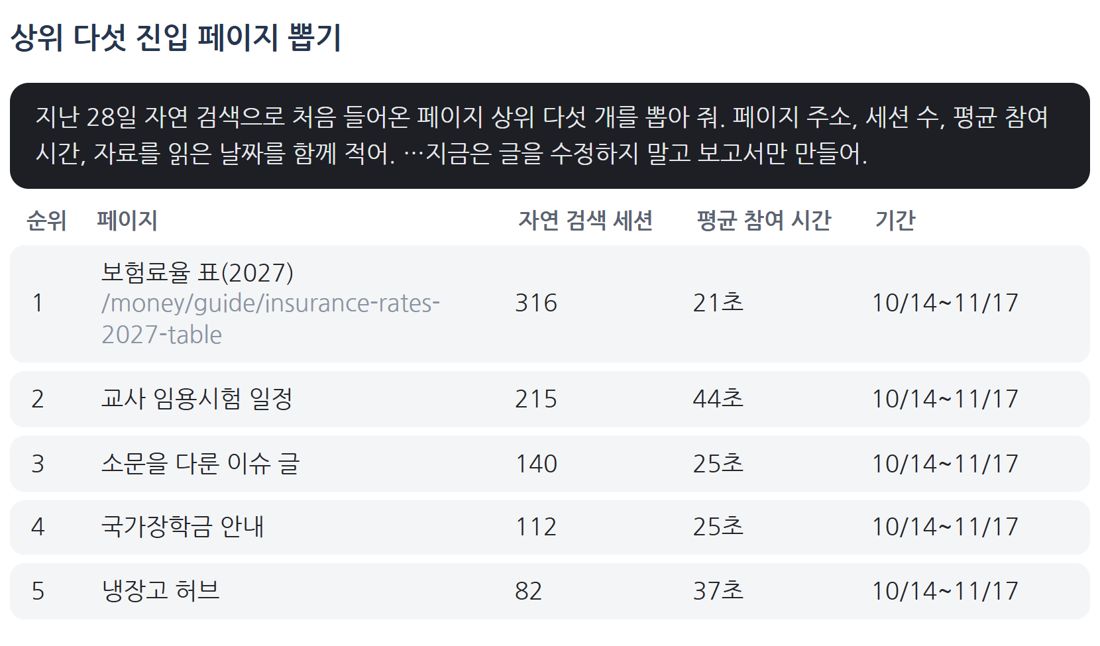 상위 다섯 진입 페이지 뽑기
지난 28일 자연 검색으로 처음 들어온 페이지 상위 다섯 개를 뽑아 줘. 페이지 주소, 세션 수, 평균 참여
시간, 자료를 읽은 날짜를 함께 적어. …지금은 글을 수정하지 말고 보고서만 만들어.
순위 페이지 자연 검색 세션 평균 참여 시간 기간
1 보험료율 표(2027) 316 21초 10/14~11/17
/money/guide/insurance-rates-
2027-table
2 교사 임용시험 일정 215 44초 10/14~11/17
3 소문을 다룬 이슈 글 140 25초 10/14~11/17
4 국가장학금 안내 112 25초 10/14~11/17
5 냉장고 허브 82 37초 10/14~11/17